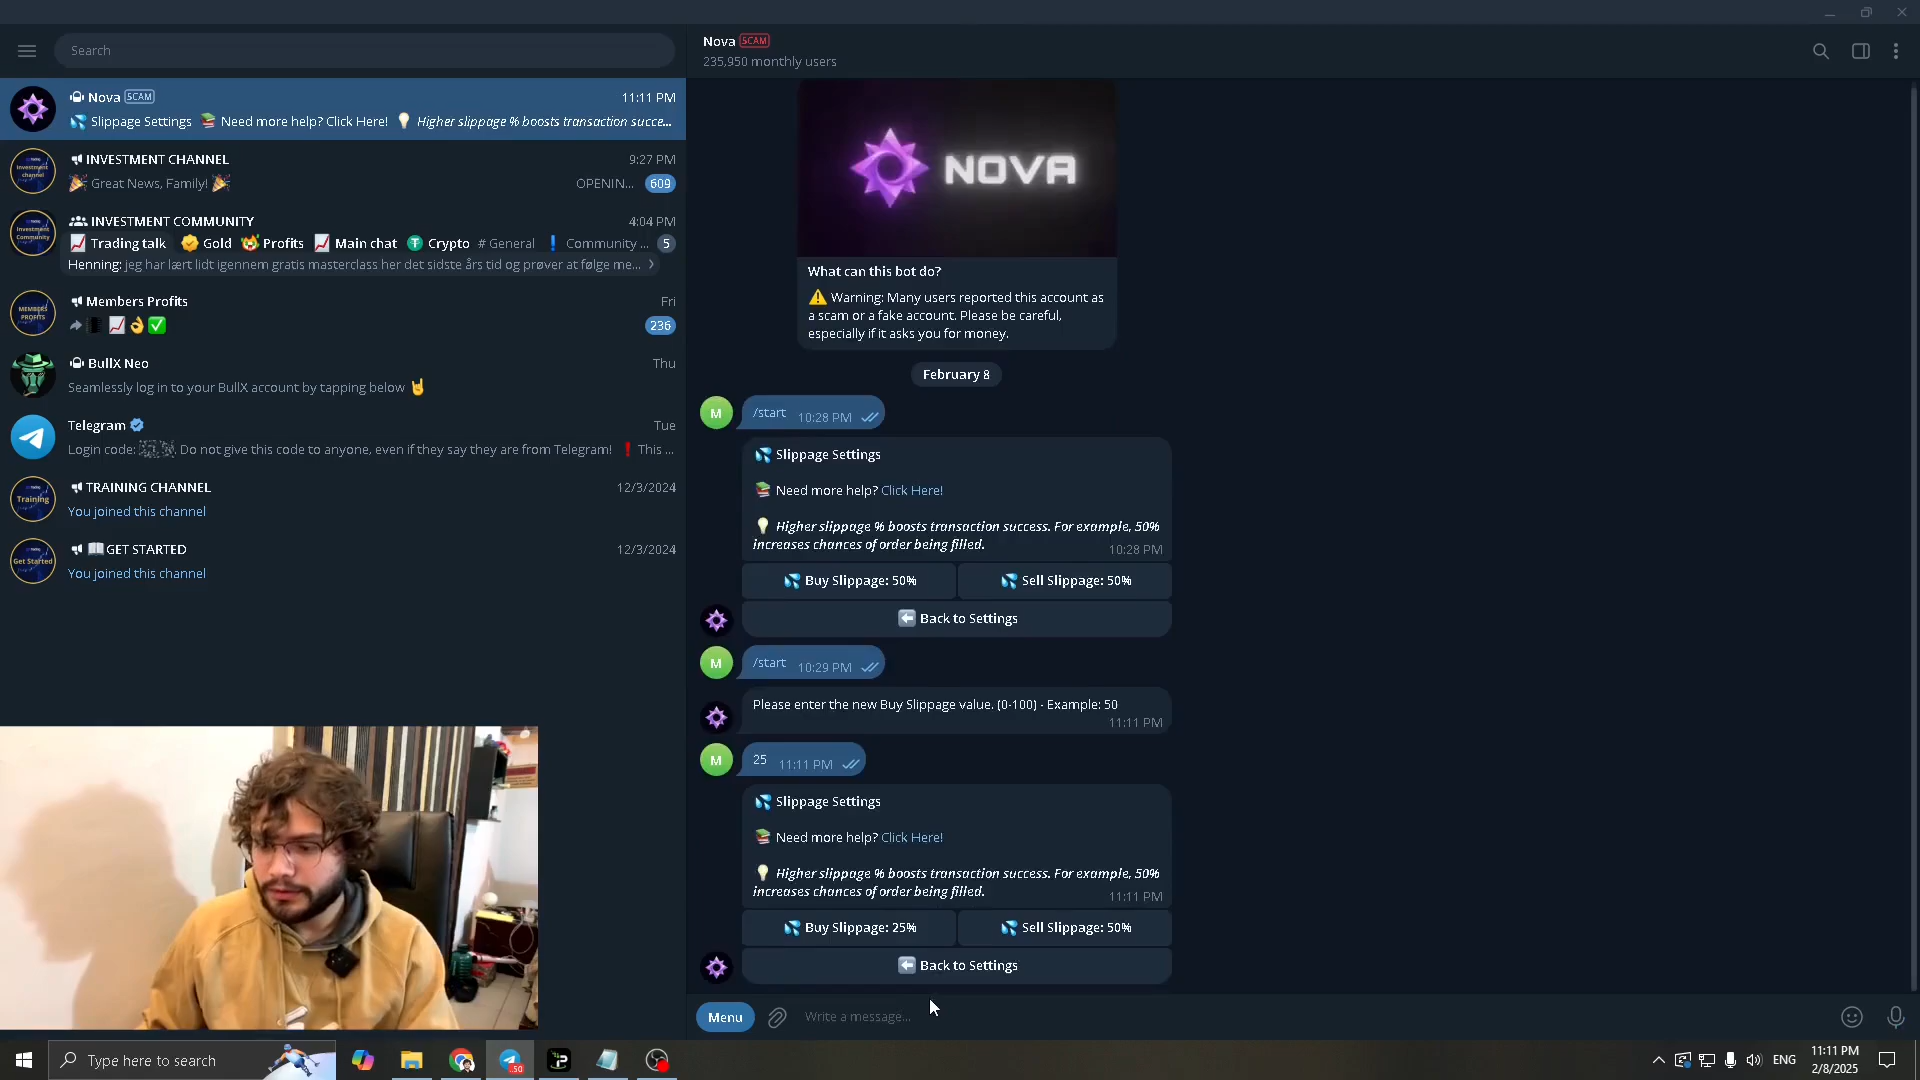 Search
Nova SCAM
11:11 PM
Slippage Settings Need more help? Click Here! Higher slippage % boosts transaction succe...
INVESTMENT CHANNEL
9:27 PM
Great News, Family!
OPENIN...
609
INVESTMENT COMMUNITY
4:04 PM
Trading talk Gold Profits Main chat Crypto # General Community ...
5
Henning: jeg har lært lidt igennem gratis masterclass her det sidste års tid og prøver at følge me...
Members Profits
Fri
236
BullX Neo
Thu
Seamlessly log in to your BullX account by tapping below
Telegram
Tue
Login code: . Do not give this code to anyone, even if they say they are from Telegram! ❗ This ...
TRAINING CHANNEL
12/3/2024
You joined this channel
GET STARTED
12/3/2024
You joined this channel
Investment channel
Investment Community
MEMBERS PROFITS
Training
Get Started
Nova SCAM
235,950 monthly users
NOVA
What can this bot do?
⚠️ Warning: Many users reported this account as
a scam or a fake account. Please be careful,
especially if it asks you for money.
February 8
M
/start 10:28 PM
Slippage Settings
Need more help? Click Here!
Higher slippage % boosts transaction success. For example, 50%
increases chances of order being filled.
10:28 PM
Buy Slippage: 50%
Sell Slippage: 50%
Back to Settings
M
/start 10:29 PM
Please enter the new Buy Slippage value. (0-100) - Example: 50
11:11 PM
M
25 11:11 PM
Slippage Settings
Need more help? Click Here!
Higher slippage % boosts transaction success. For example, 50%
increases chances of order being filled.
11:11 PM
Buy Slippage: 25%
Sell Slippage: 50%
Back to Settings
Menu
Write a message...
Type here to search
..50
ENG
11:11 PM
2/8/2025